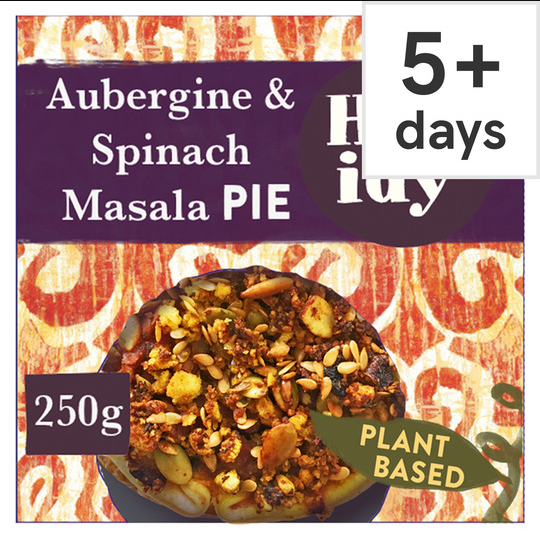 Aubergine &
Spinach
Masala PIE
5+
days
250g
PLANT
BASED